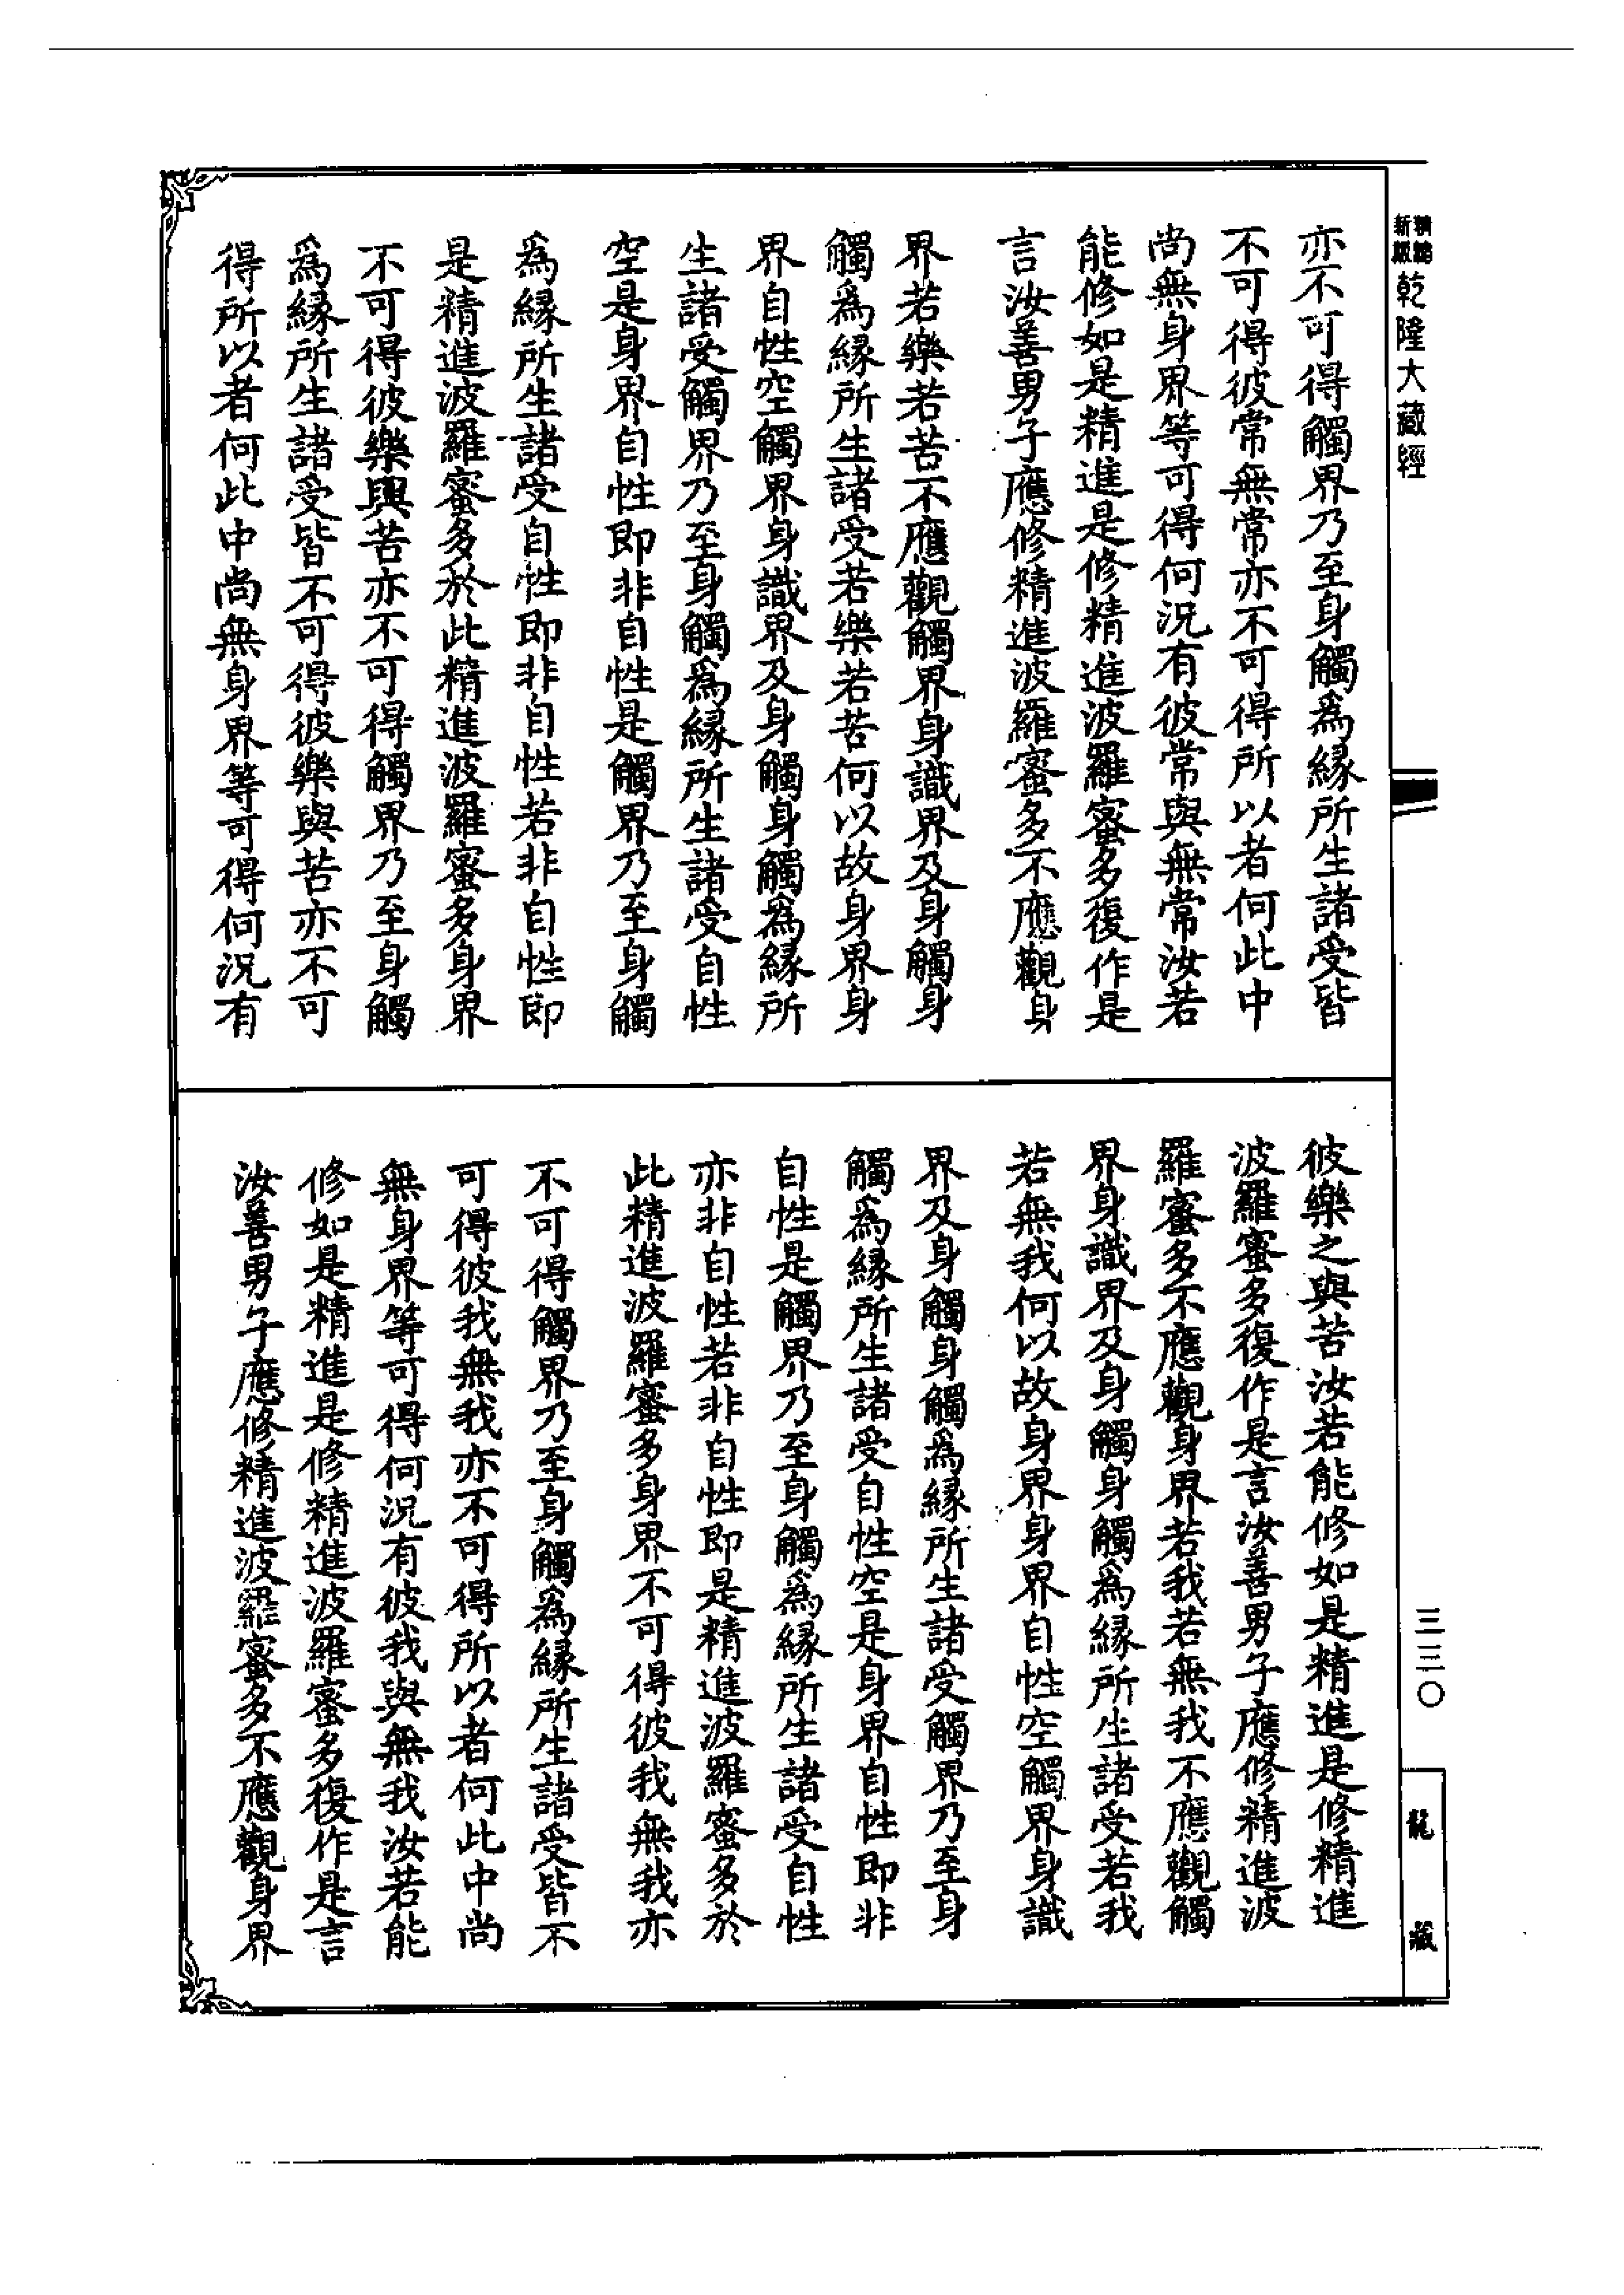 精縮新版乾隆大藏經
亦不可得觸界乃至身觸爲縁所生諸受皆
不可得彼常無常亦不可得所以者何此中
尚無身界等可得何況有彼常與無常汝若
能修如是精進是修精進波羅蜜多復作是
言汝善男子應修精進波羅蜜多不應觀身
界若樂若苦不應觀觸界身識界及身觸身
觸爲縁所生諸受若樂若苦何以故身界身
界自性空觸界身識界及身觸身觸爲縁所
生諸受觸界乃至身觸爲縁所生諸受自性
空是身界自性即非自性是觸界乃至身觸
爲縁所生諸受自性即非自性若非自性即
是精進波羅蜜多於此精進波羅蜜多身界
不可得彼樂與苦亦不可得觸界乃至身觸
爲縁所生諸受皆不可得彼樂與苦亦不可
得所以者何此中尚無身界等可得何況有
彼樂之與苦汝若能修如是精進是修精進
波羅蜜多復作是言汝善男子應修精進波
羅蜜多不應觀身界若我若無我不應觀觸
界身識界及身觸身觸爲縁所生諸受若我
若無我何以故身界身界自性空觸界身識
界及身觸身觸爲縁所生諸受觸界乃至身
觸爲縁所生諸受自性空是身界自性即非
自性是觸界乃至身觸爲縁所生諸受自性
亦非自性若非自性即是精進波羅蜜多於
此精進波羅蜜多身界不可得彼我無我亦
不可得觸界乃至身觸爲縁所生諸受皆不
可得彼我無我亦不可得所以者何此中尚
無身界等可得何況有彼我與無我汝若能
修如是精進是修精進波羅蜜多復作是言
汝善男子應修精進波羅蜜多不應觀身界
三三〇
龍藏